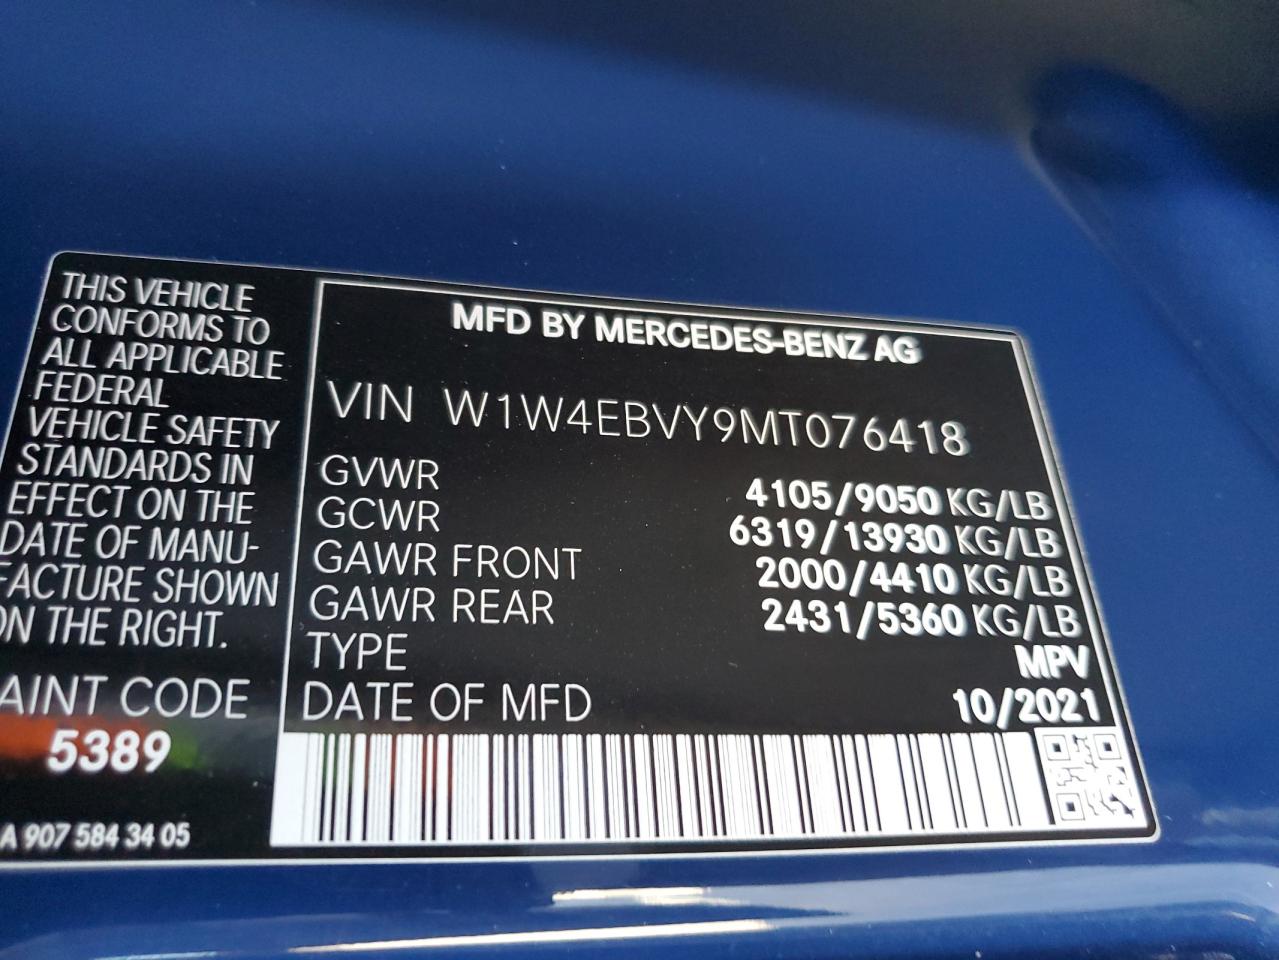 THIS VEHICLE
CONFORMS TO
ALL APPLICABLE
FEDERAL
VEHICLE SAFETY
STANDARDS IN
EFFECT ON THE
DATE OF MANU-
FACTURE SHOWN
ON THE RIGHT.
AINT CODE
5389
A 907 584 34 05
MFD BY MERCEDES-BENZ AG
VIN W1W4EBVY9MT076418
GVWR 4105/9050 KG/LB
GCWR 6319/13930 KG/LB
GAWR FRONT 2000/4410 KG/LB
GAWR REAR 2431/5360 KG/LB
TYPE MPV
DATE OF MFD 10/2021